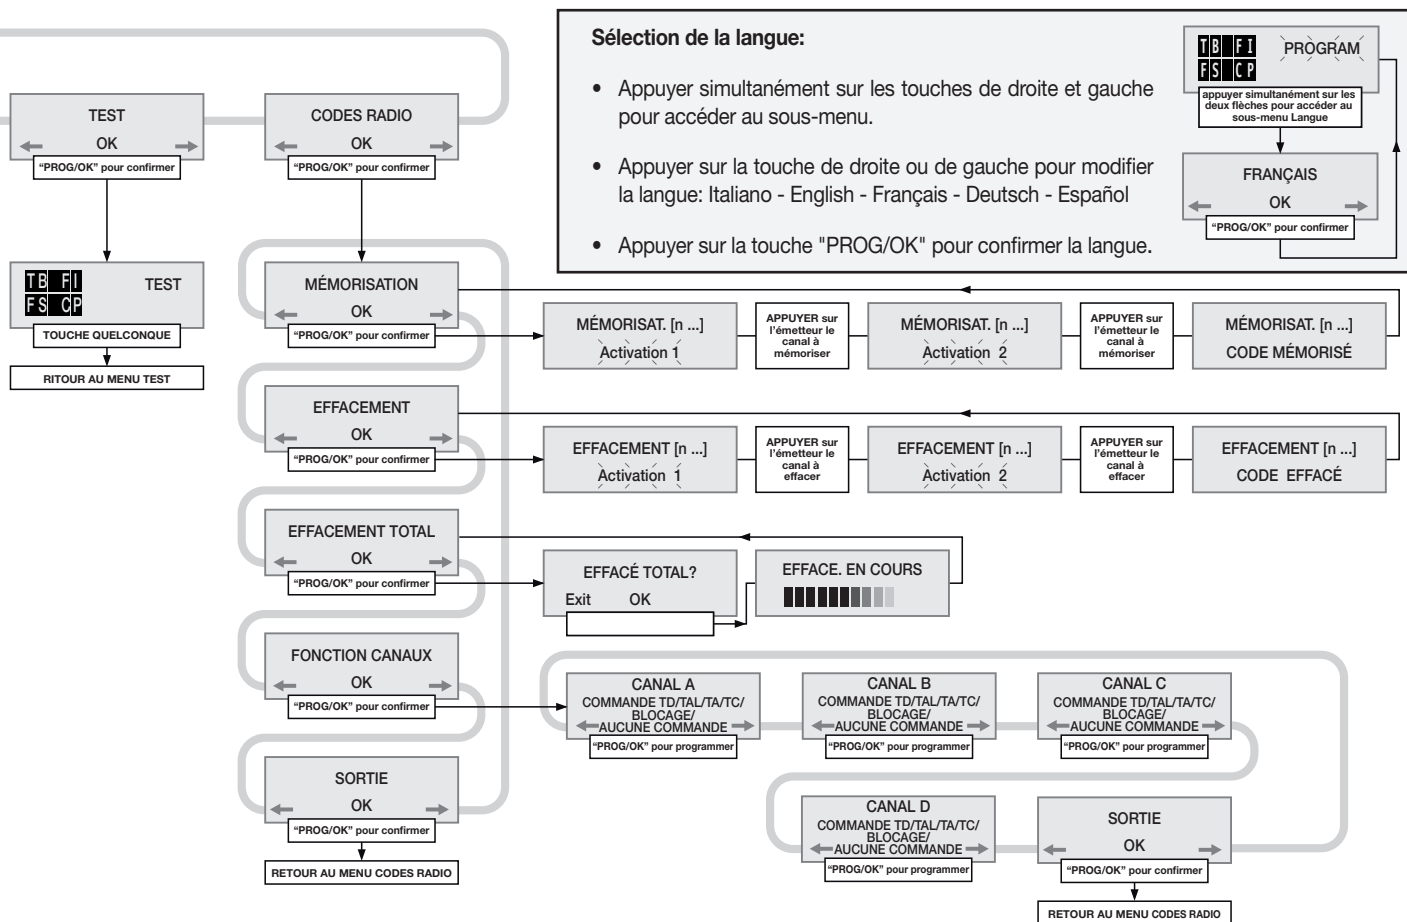 Sélection de la langue:
• Appuyer simultanément sur les touches de droite et gauche
pour accéder au sous-menu.
• Appuyer sur la touche de droite ou de gauche pour modifier
la langue: Italiano - English - Français - Deutsch - Español
• Appuyer sur la touche "PROG/OK" pour confirmer la langue.
TB FI
FS CP
PROGRAM
appuyer simultanément sur les
deux flèches pour accéder au
sous-menu Langue
FRANÇAIS
OK
“PROG/OK” pour confirmer
TEST
OK
“PROG/OK” pour confirmer
TB FI
FS CP
TEST
TOUCHE QUELCONQUE
RITOUR AU MENU TEST
CODES RADIO
OK
“PROG/OK” pour confirmer
MÉMORISATION
OK
“PROG/OK” pour confirmer
MÉMORISAT. [n ...]
Activation 1
APPUYER sur
l’émetteur le
canal à
mémoriser
MÉMORISAT. [n ...]
Activation 2
APPUYER sur
l’émetteur le
canal à
mémoriser
MÉMORISAT. [n ...]
CODE MÉMORISÉ
EFFACEMENT
OK
“PROG/OK” pour confirmer
EFFACEMENT [n ...]
Activation 1
APPUYER sur
l’émetteur le
canal à
effacer
EFFACEMENT [n ...]
Activation 2
APPUYER sur
l’émetteur le
canal à
effacer
EFFACEMENT [n ...]
CODE EFFACÉ
EFFACEMENT TOTAL
OK
“PROG/OK” pour confirmer
EFFACÉ TOTAL?
Exit OK
EFFACE. EN COURS
FONCTION CANAUX
OK
“PROG/OK” pour confirmer
CANAL A
COMMANDE TD/TAL/TA/TC/
BLOCAGE/
AUCUNE COMMANDE
“PROG/OK” pour programmer
CANAL B
COMMANDE TD/TAL/TA/TC/
BLOCAGE/
AUCUNE COMMANDE
“PROG/OK” pour programmer
CANAL C
COMMANDE TD/TAL/TA/TC/
BLOCAGE/
AUCUNE COMMANDE
“PROG/OK” pour programmer
CANAL D
COMMANDE TD/TAL/TA/TC/
BLOCAGE/
AUCUNE COMMANDE
“PROG/OK” pour programmer
SORTIE
OK
“PROG/OK” pour confirmer
RETOUR AU MENU CODES RADIO
SORTIE
OK
“PROG/OK” pour confirmer
RETOUR AU MENU CODES RADIO